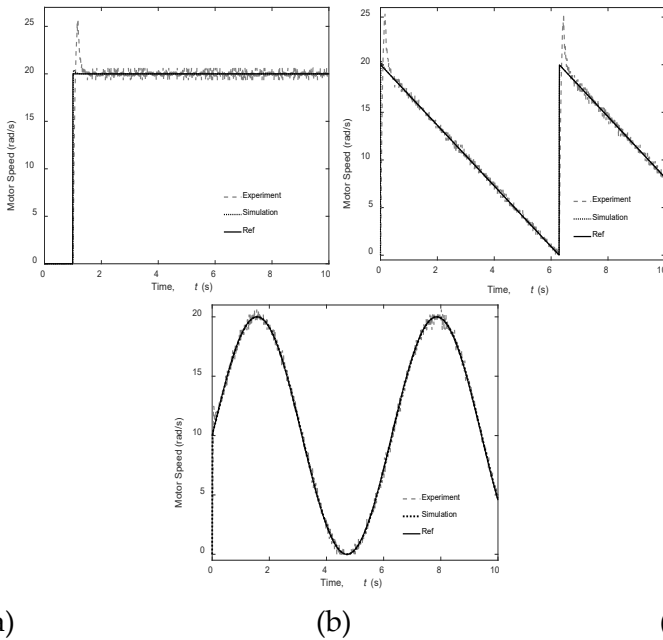 25
20
15
10
5
0
Motor Speed (rad/s)
Experiment
Simulation
Ref
0 2 4 6 8 10
Time, t (s)
25
20
15
10
5
0
Motor Speed (rad/s)
Experiment
Simulation
Ref
0 2 4 6 8 10
Time, t (s)
20
15
10
5
0
Motor Speed (rad/s)
Experiment
Simulation
Ref
0 2 4 6 8 10
Time, t (s)
(b)